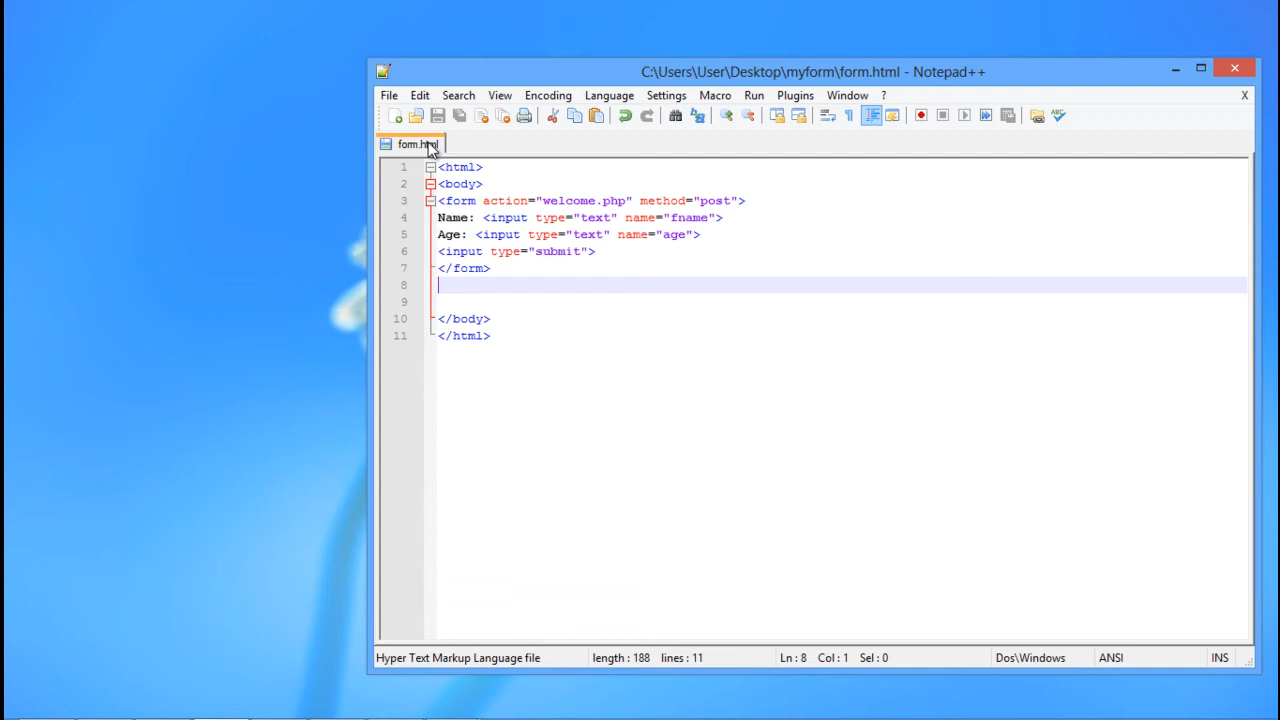 C:\Users\User\Desktop\myform\form.html - Notepad++
File Edit Search View Encoding Language Settings Macro Run Plugins Window ? X
form.html
1 <html>
2 <body>
3 <form action="welcome.php" method="post">
4 Name: <input type="text" name="fname">
5 Age: <input type="text" name="age">
6 <input type="submit">
7 </form>
8
9
10 </body>
11 </html>
Hyper Text Markup Language file length : 188 lines : 11 Ln : 8 Col : 1 Sel : 0 Dos\Windows ANSI INS